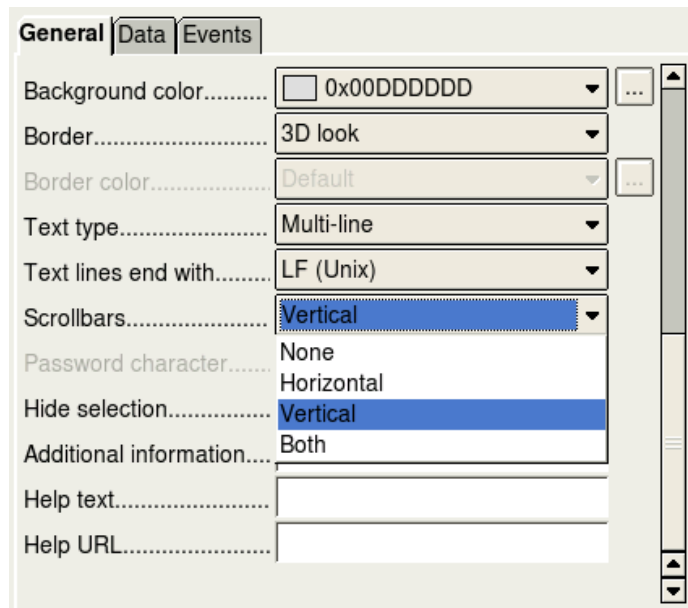 General Data Events
Background color.......... 0x00DDDDDD ...
Border........................... 3D look
Border color.................. Default ...
Text type....................... Multi-line
Text lines end with........ LF (Unix)
Scrollbars...................... Vertical
None
Password character.......
Horizontal
Hide selection................ Vertical
Both
Additional information....
Help text........................
Help URL.......................